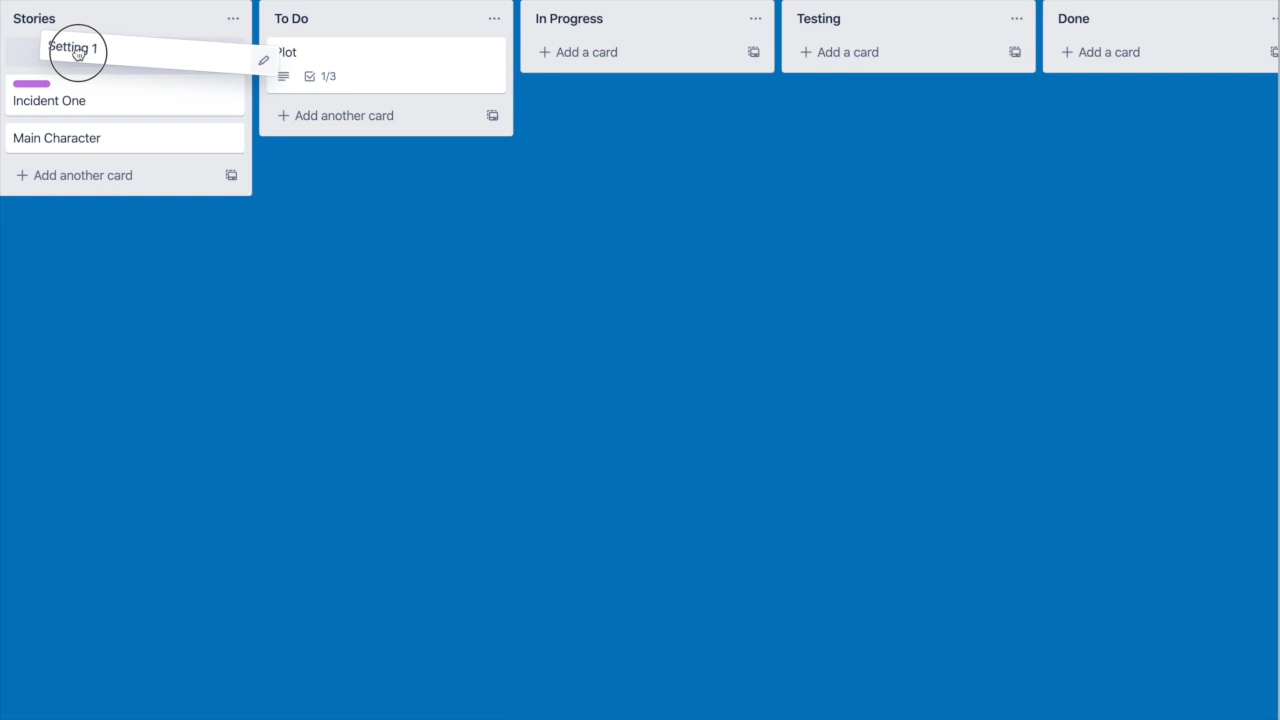 Stories
Setting 1
Incident One
Main Character
Add another card
To Do
Plot
1/3
Add another card
In Progress
Add a card
Testing
Add a card
Done
Add a card